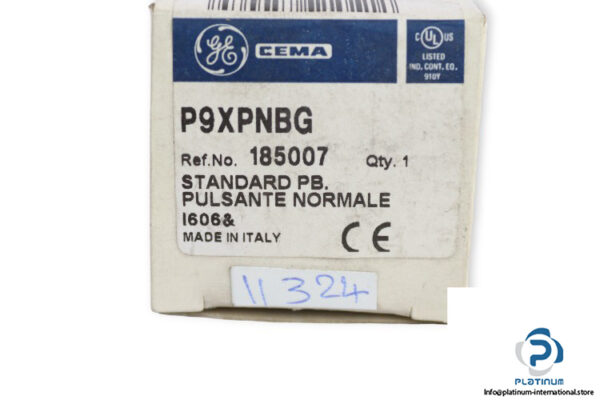 GE CEMA
C UL US
LISTED
IND. CONT. EQ.
910Y
P9XPNBG
Ref.No. 185007 Qty. 1
STANDARD PB.
PULSANTE NORMALE
I606&
MADE IN ITALY CE
11324
PLATINUM
Info@platinum-international.store